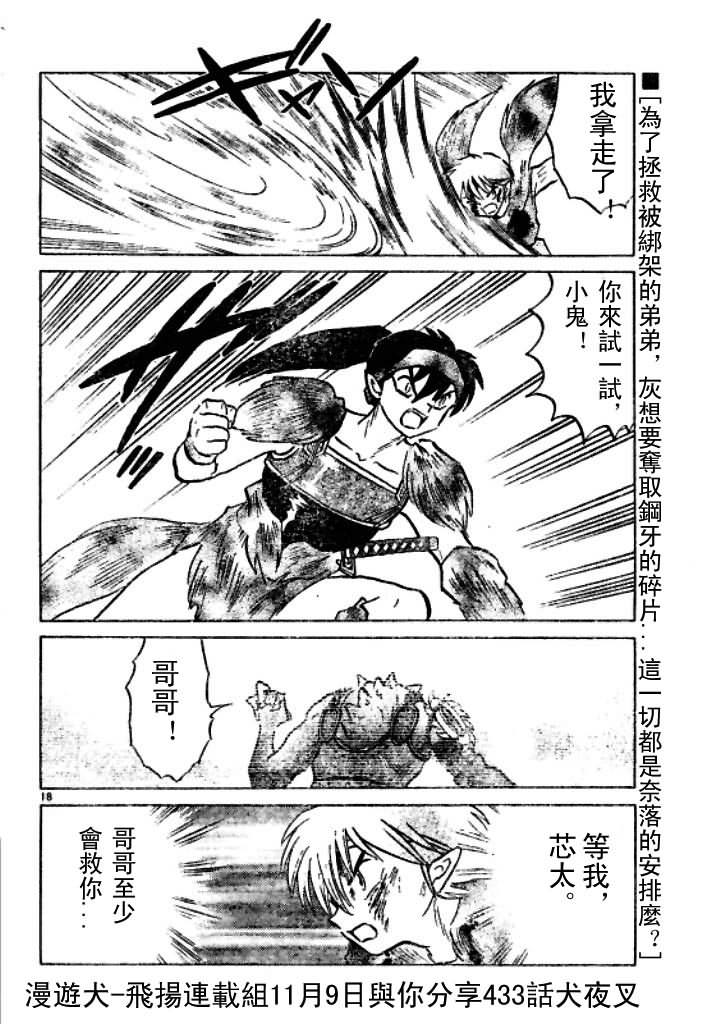 ■[為了拯救被綁架的弟弟，灰想要奪取鋼牙的碎片…這一切都是奈落的安排麼？]
我拿走了！
你來試一試，
小鬼！
哥哥！
18
等我，
芯太。
哥哥至少
會救你…
漫遊犬-飛揚連載組11月9日與你分享433話犬夜叉